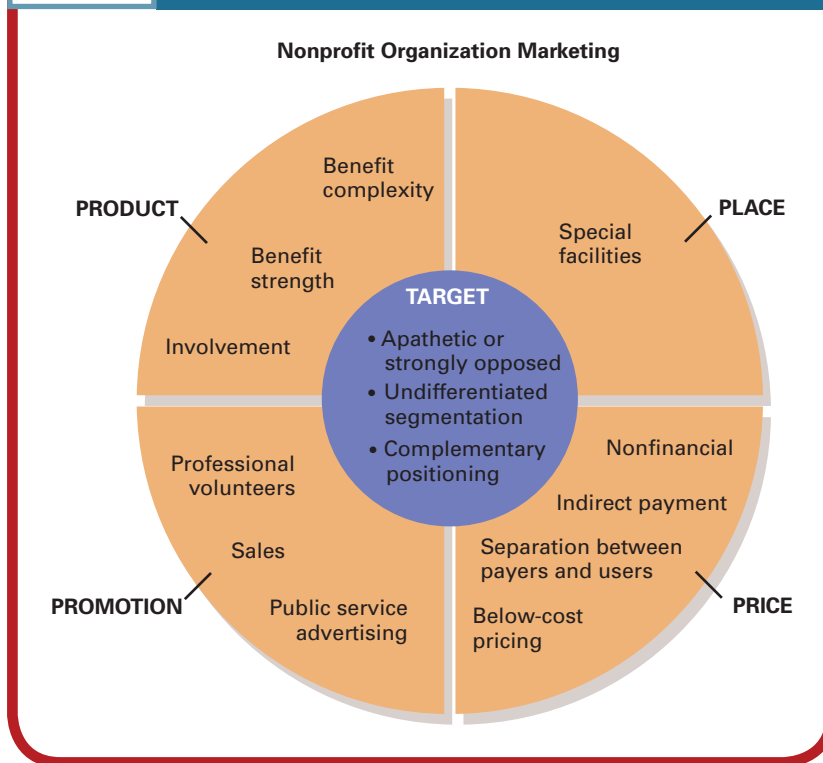 Nonprofit Organization Marketing
PRODUCT
Benefit
complexity
Benefit
strength
Involvement
PLACE
Special
facilities
TARGET
• Apathetic or
strongly opposed
• Undifferentiated
segmentation
• Complementary
positioning
PROMOTION
Professional
volunteers
Sales
Public service
advertising
PRICE
Nonfinancial
Indirect payment
Separation between
payers and users
Below-cost
pricing